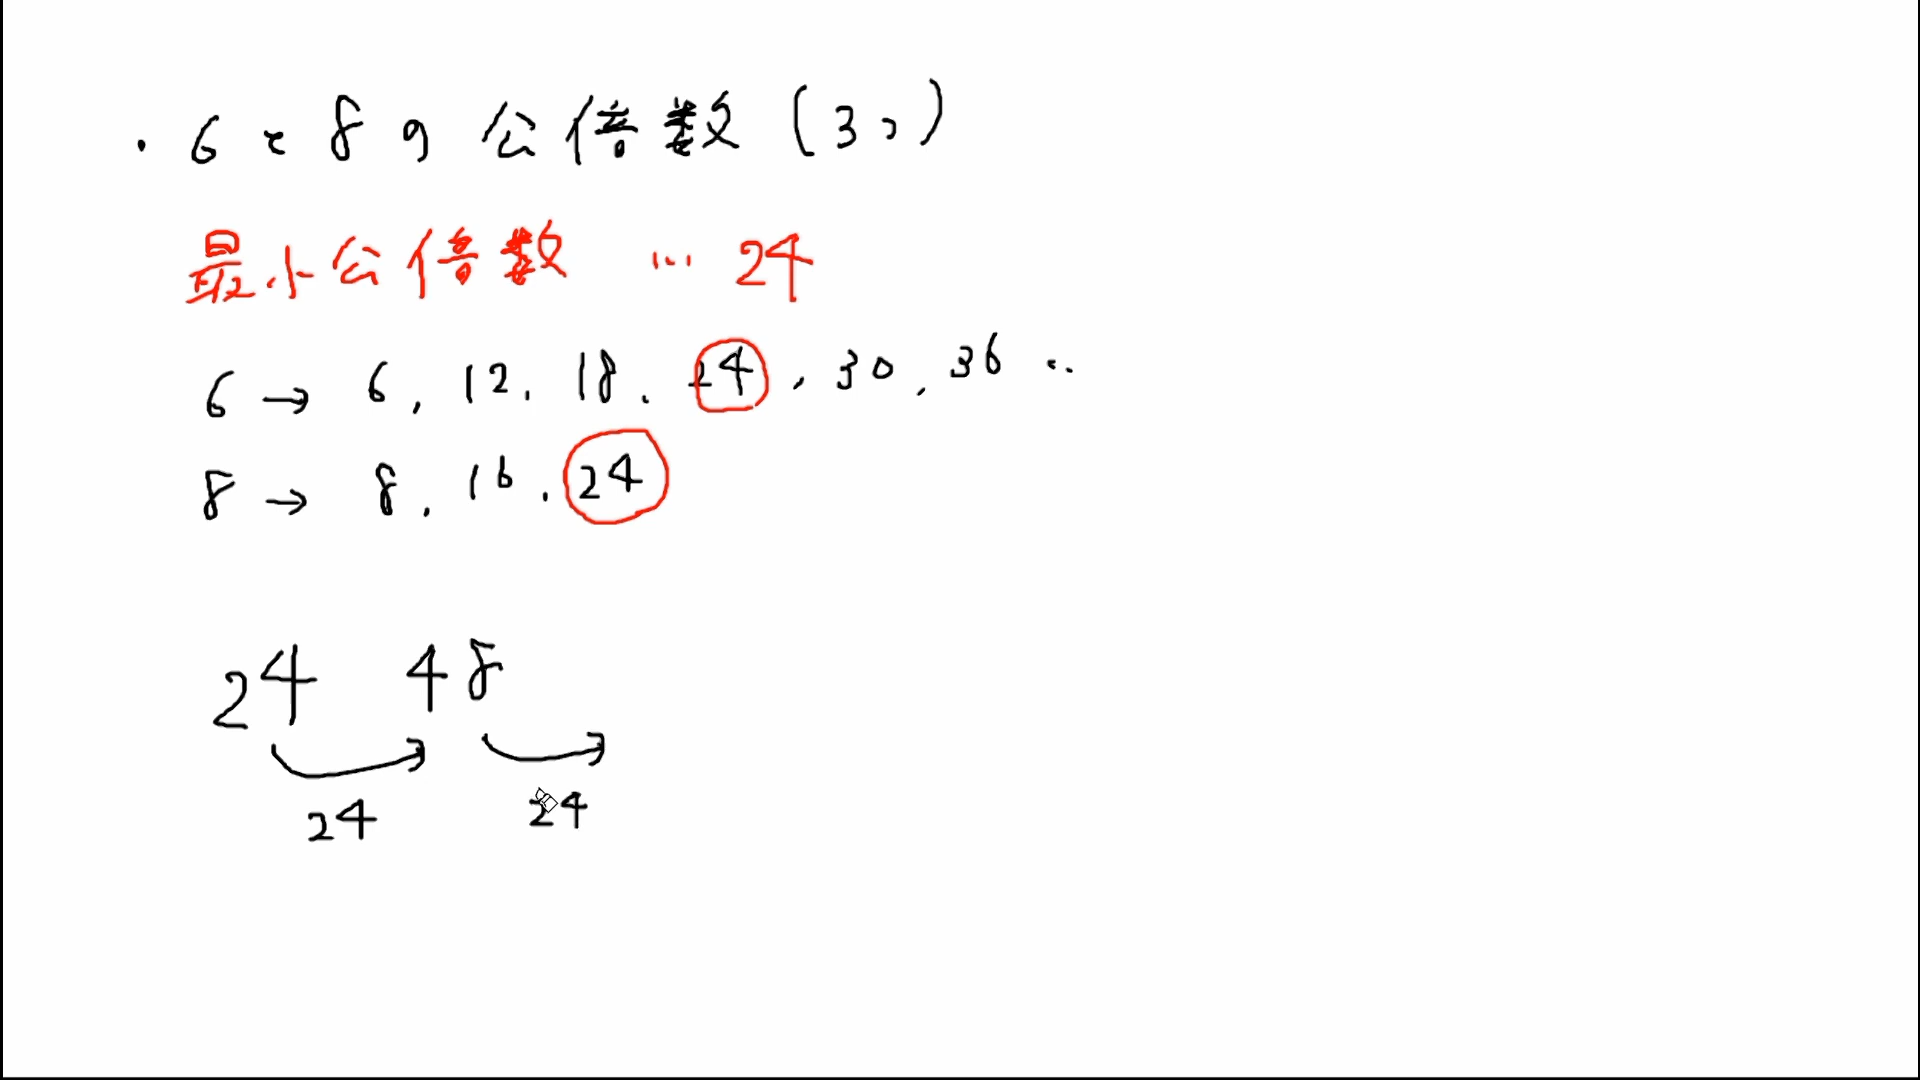 ・6と8の公倍数(3つ)
最小公倍数 … 24
6→ 6, 12, 18, 24, 30, 36 …
8→ 8, 16, 24
24 48
24 24